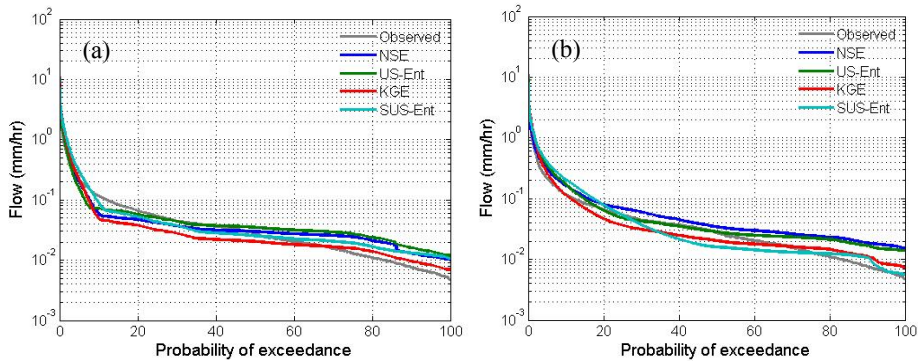 (a)
Observed
NSE
US-Ent
KGE
SUS-Ent
Flow (mm/hr)
10^2
10^1
10^0
10^-1
10^-2
10^-3
0 20 40 60 80 100
Probability of exceedance
(b)
Observed
NSE
US-Ent
KGE
SUS-Ent
Flow (mm/hr)
10^2
10^1
10^0
10^-1
10^-2
10^-3
0 20 40 60 80 100
Probability of exceedance